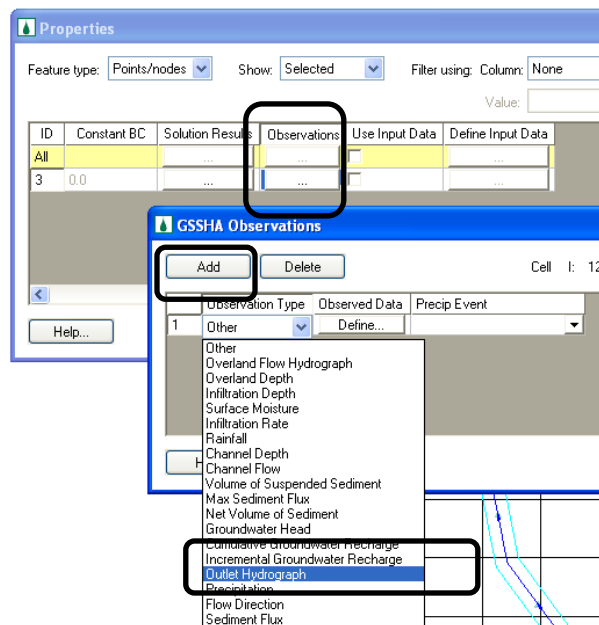 Properties
Feature type: Points/nodes Show: Selected Filter using: Column: None
Value:
ID Constant BC Solution Results Observations Use Input Data Define Input Data
All ... ... ...
3 0.0 ... ... ...
GSSHA Observations
Add Delete Cell I: 12
Observation Type Observed Data Precip Event
1 Other Define...
Help...
Other
Overland Flow Hydrograph
Overland Depth
Infiltration Depth
Surface Moisture
Infiltration Rate
Rainfall
Channel Depth
H
Channel Flow
Volume of Suspended Sediment
Max Sediment Flux
Net Volume of Sediment
Groundwater Head
Cumulative Groundwater Recharge
Incremental Groundwater Recharge
Outlet Hydrograph
Precipitation
Flow Direction
Sediment Flux